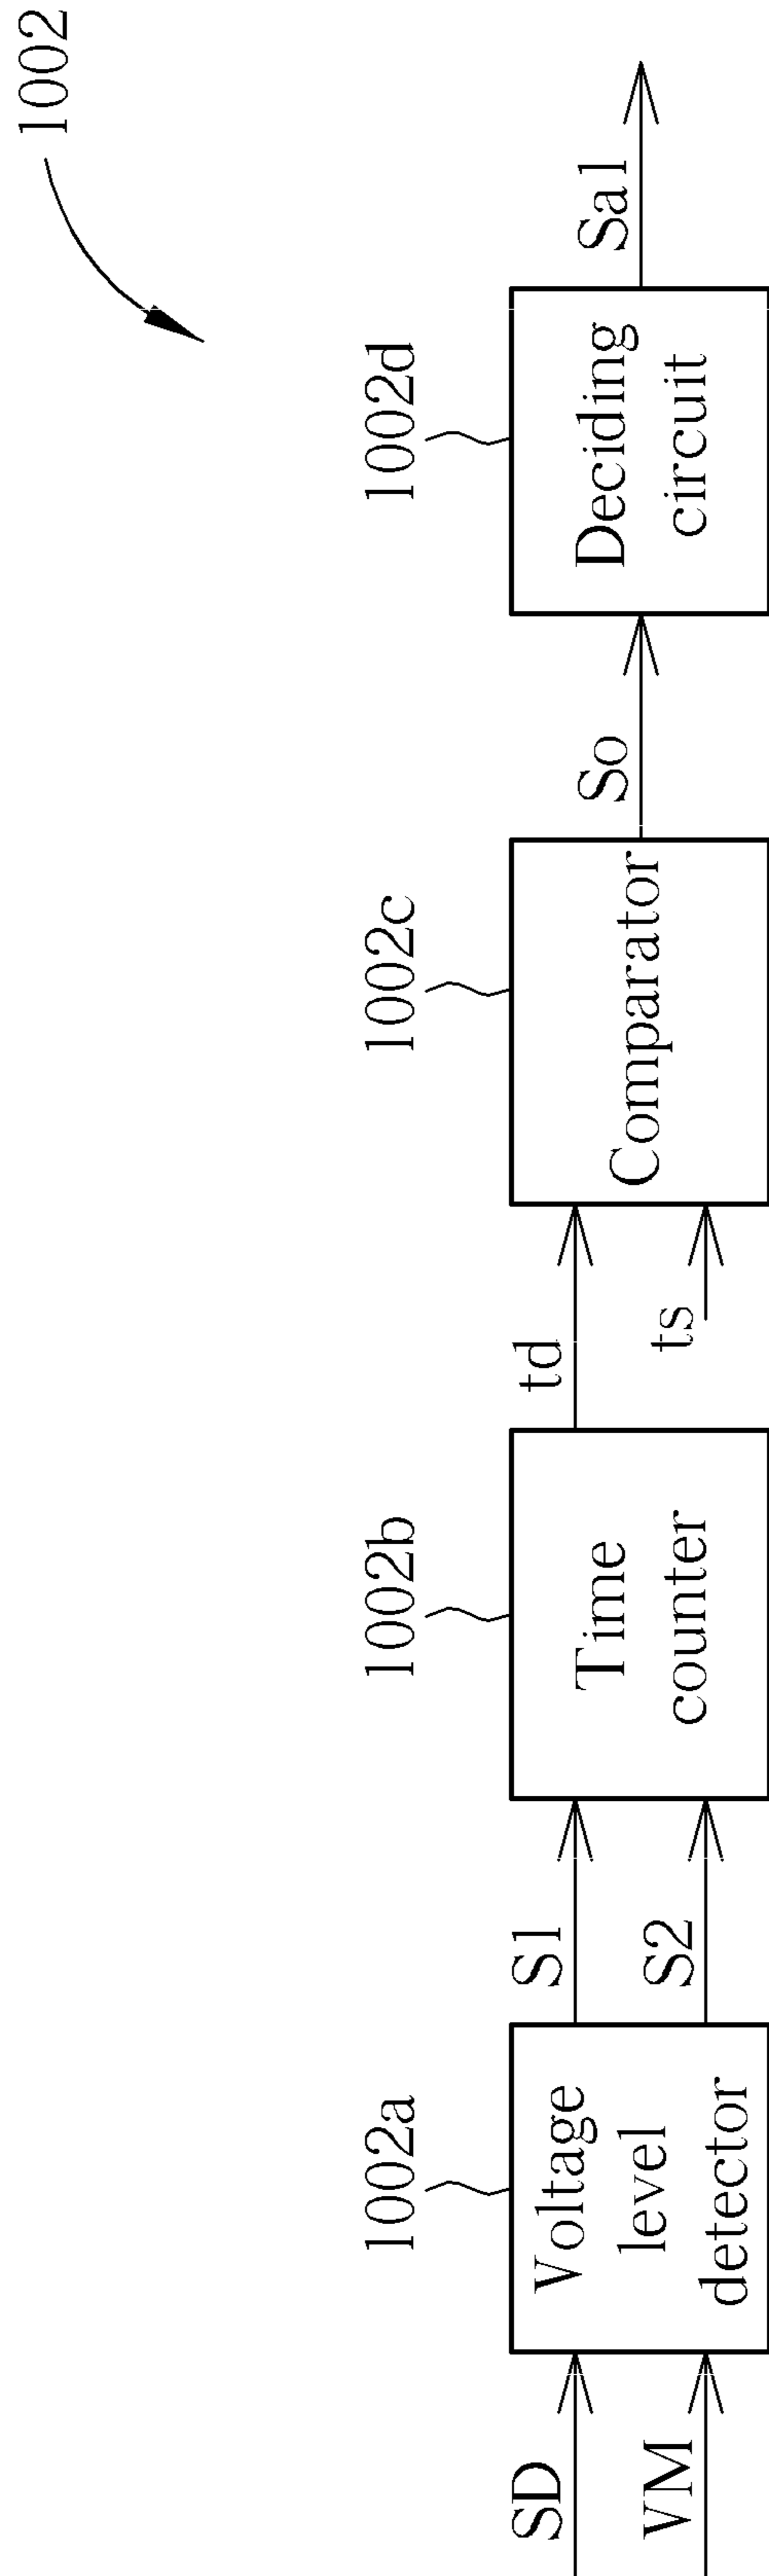 1002
1002a
1002b
1002c
1002d
SD
VM
Voltage
level
detector
S1
S2
Time
counter
td
ts
Comparator
So
Deciding
circuit
Sa1